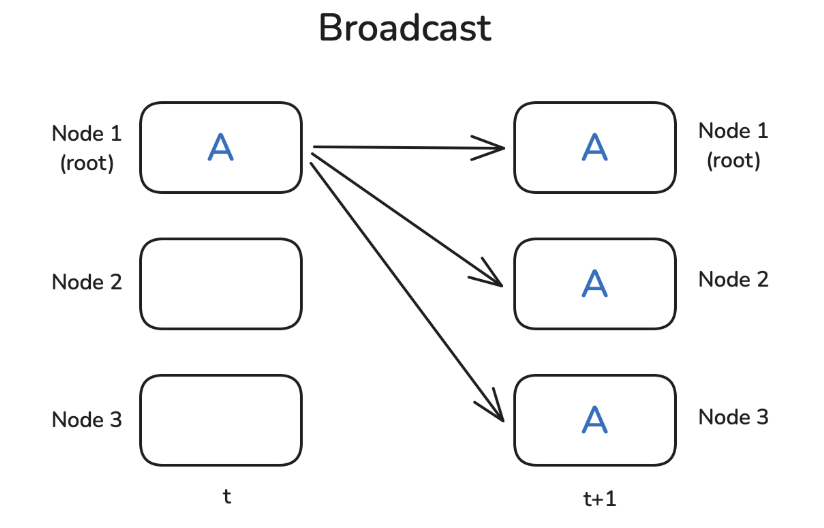 Broadcast
Node 1
(root)
A
A
Node 1
(root)
Node 2
A
Node 2
Node 3
A
Node 3
t
t+1